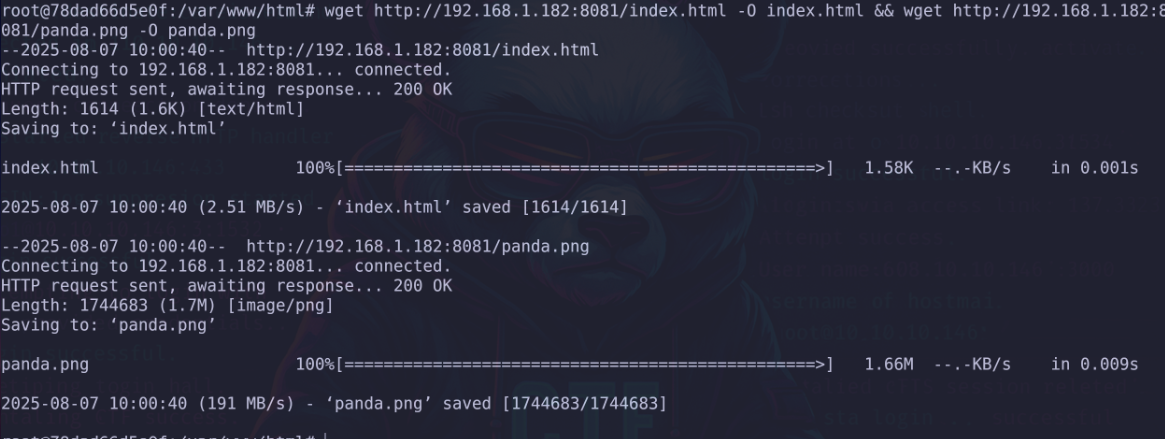 root@78dad66d5e0f:/var/www/html# wget http://192.168.1.182:8081/index.html -O index.html && wget http://192.168.1.182:8
081/panda.png -O panda.png
--2025-08-07 10:00:40--  http://192.168.1.182:8081/index.html
Connecting to 192.168.1.182:8081... connected.
HTTP request sent, awaiting response... 200 OK
Length: 1614 (1.6K) [text/html]
Saving to: ‘index.html’
index.html                    100%[================================================>]   1.58K  --.-KB/s    in 0.001s
2025-08-07 10:00:40 (2.51 MB/s) - ‘index.html’ saved [1614/1614]
--2025-08-07 10:00:40--  http://192.168.1.182:8081/panda.png
Connecting to 192.168.1.182:8081... connected.
HTTP request sent, awaiting response... 200 OK
Length: 1744683 (1.7M) [image/png]
Saving to: ‘panda.png’
panda.png                     100%[================================================>]   1.66M  --.-KB/s    in 0.009s
2025-08-07 10:00:40 (191 MB/s) - ‘panda.png’ saved [1744683/1744683]
root@78dad66d5e0f:/var/www/html#
CTF